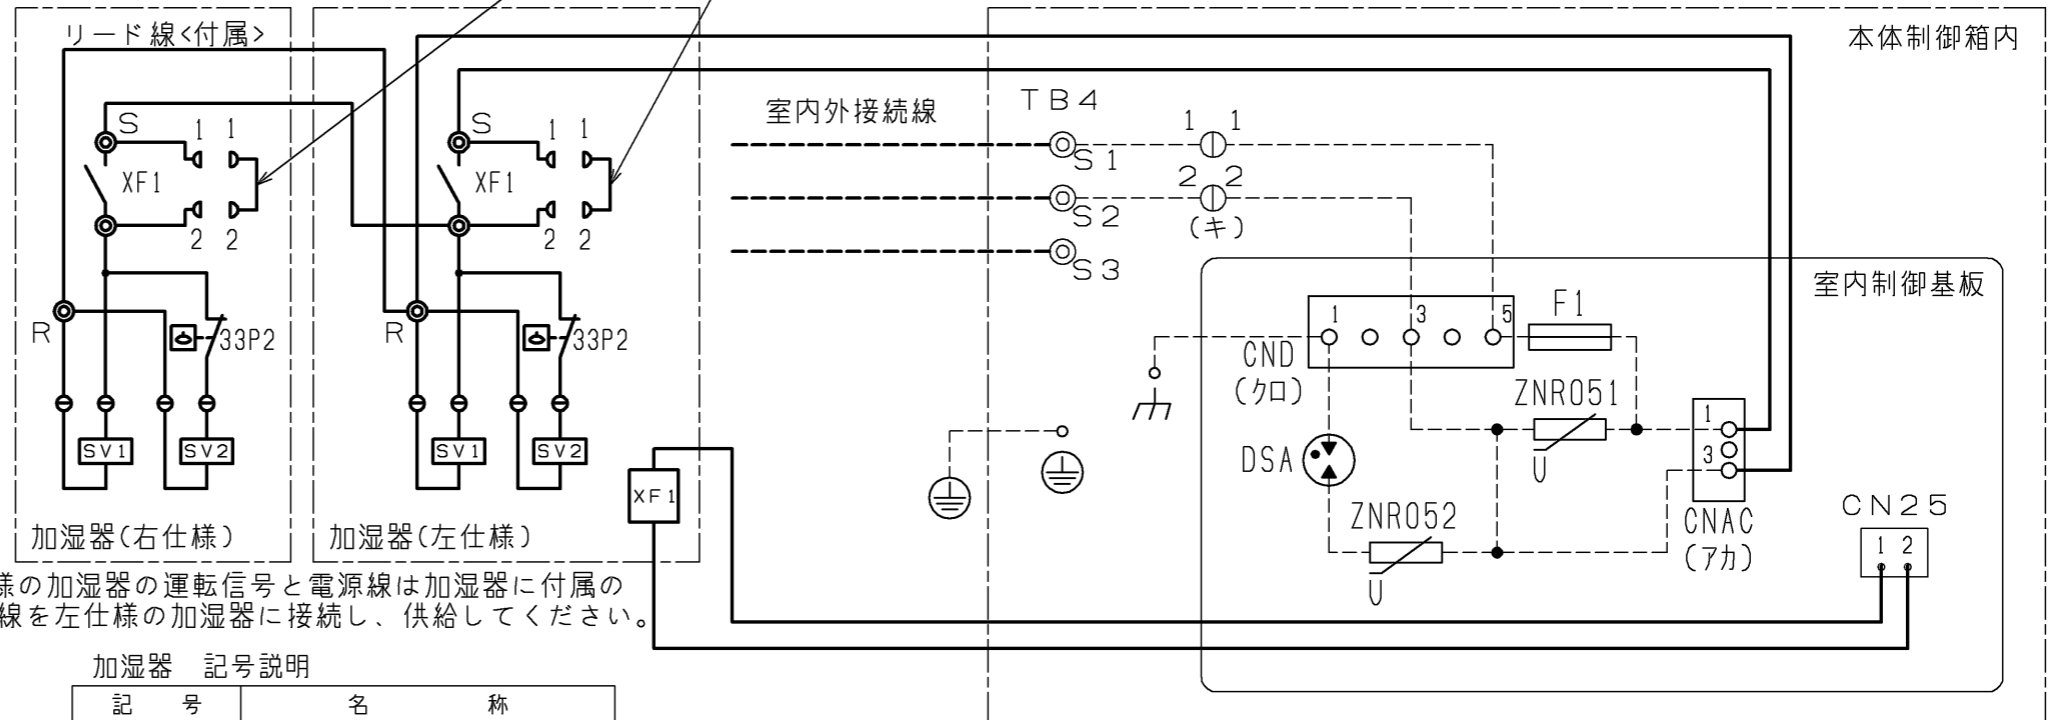 リード線<付属>
本体制御箱内
室内外接続線
TB4
S 1 1
S 1 1
1 1
XF1
XF1
S1
2 2
2 2
2 2
S2
(キ)
S3
室内制御基板
R
33P2
R
33P2
1 3 5
F1
CND
(クロ)
ZNR051
U
1
3
CNAC
(アカ)
DSA
SV1
SV2
SV1
SV2
XF1
ZNR052
U
CN25
1 2
加湿器(右仕様)
加湿器(左仕様)
様の加湿器の運転信号と電源線は加湿器に付属の
線を左仕様の加湿器に接続し、供給してください。
加湿器 記号説明
記号 名称